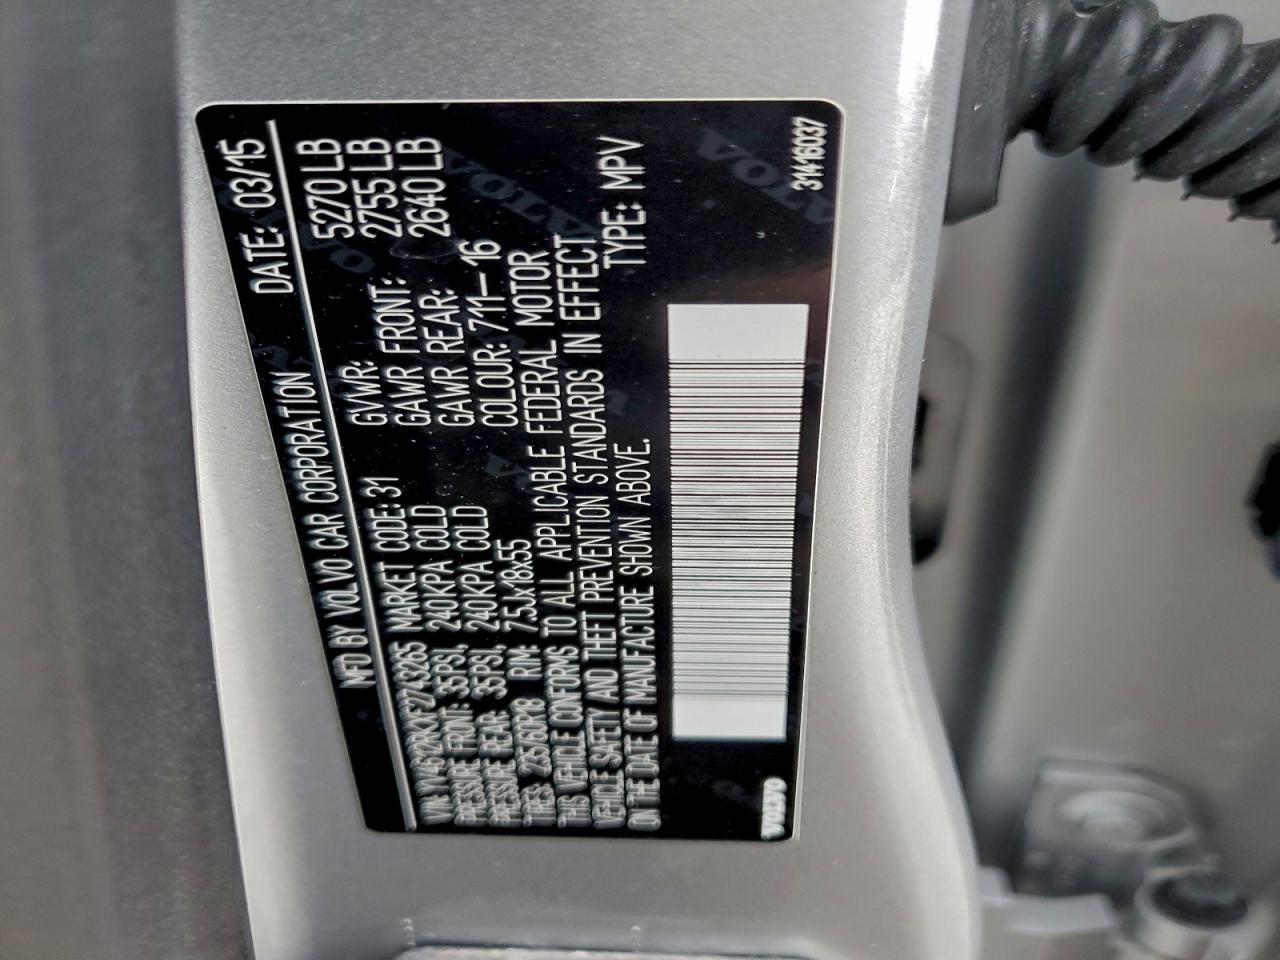 MFD BY VOLVO CAR CORPORATION DATE: 03/15
VIN: YV4612RKXF2743265 MARKET CODE: 31 GVWR: 5270 LB
PRESSURE FRONT: 35PSI, 240KPA COLD GAWR FRONT: 2755 LB
PRESSURE REAR: 35PSI, 240KPA COLD GAWR REAR: 2640 LB
TIRES: 235/60R18 RIM: 7.5Jx18x55 COLOUR: 711-16
THIS VEHICLE CONFORMS TO ALL APPLICABLE FEDERAL MOTOR
VEHICLE SAFETY AND THEFT PREVENTION STANDARDS IN EFFECT
ON THE DATE OF MANUFACTURE SHOWN ABOVE. TYPE: MPV
VOLVO 31416037